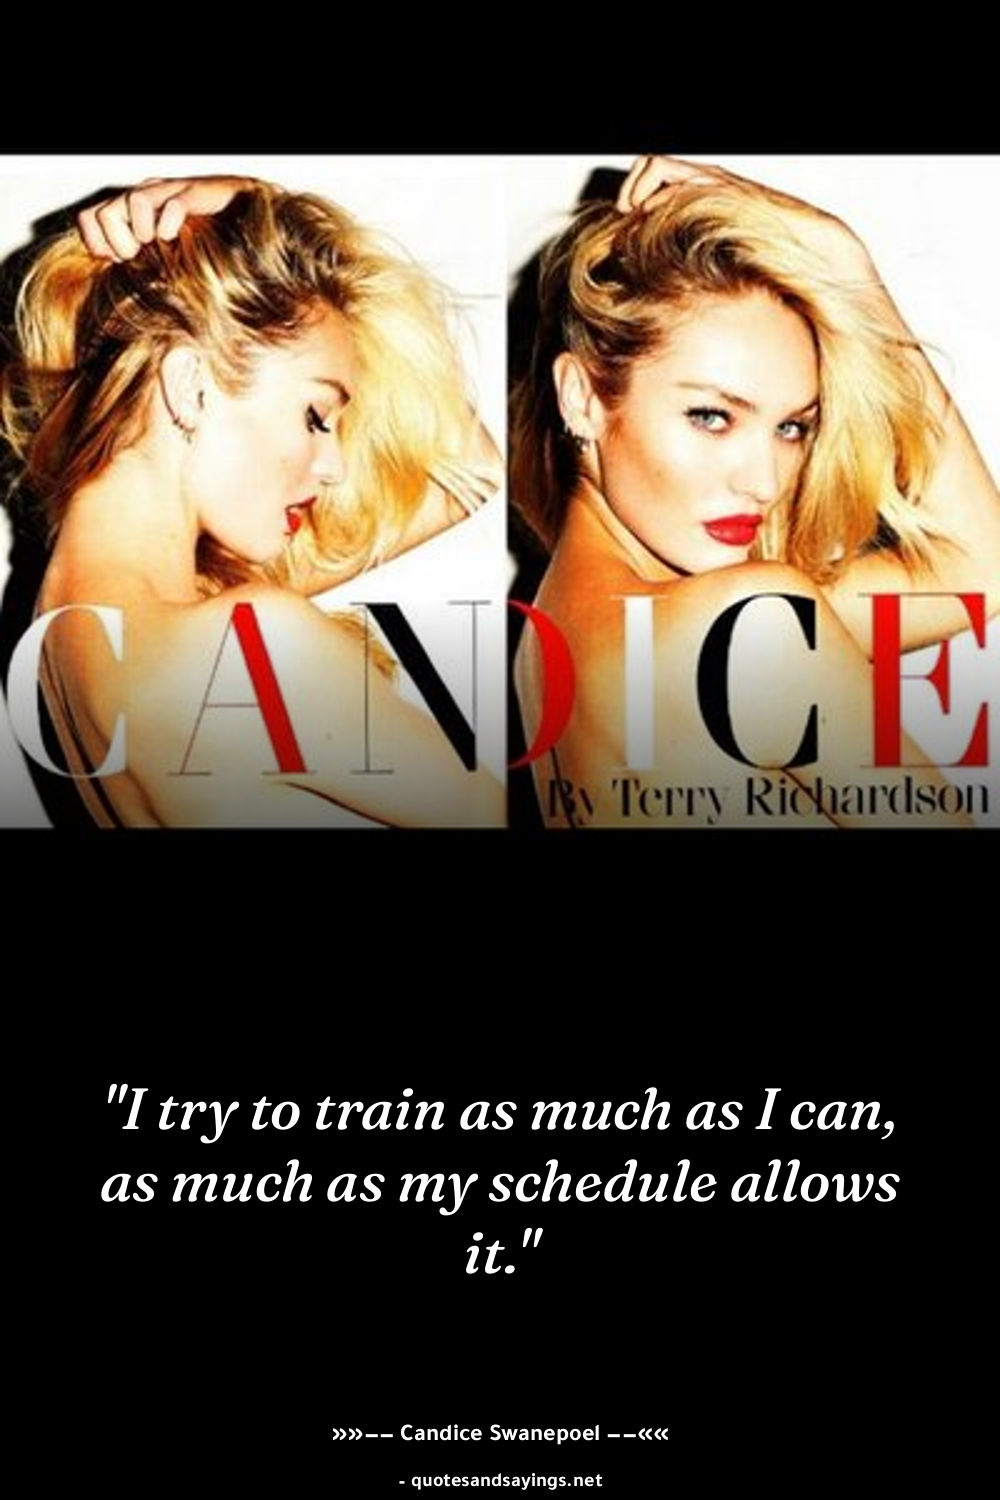 CANDICE
By Terry Richardson
"I try to train as much as I can,
as much as my schedule allows
it."
»»–– Candice Swanepoel ––««
- quotesandsayings.net